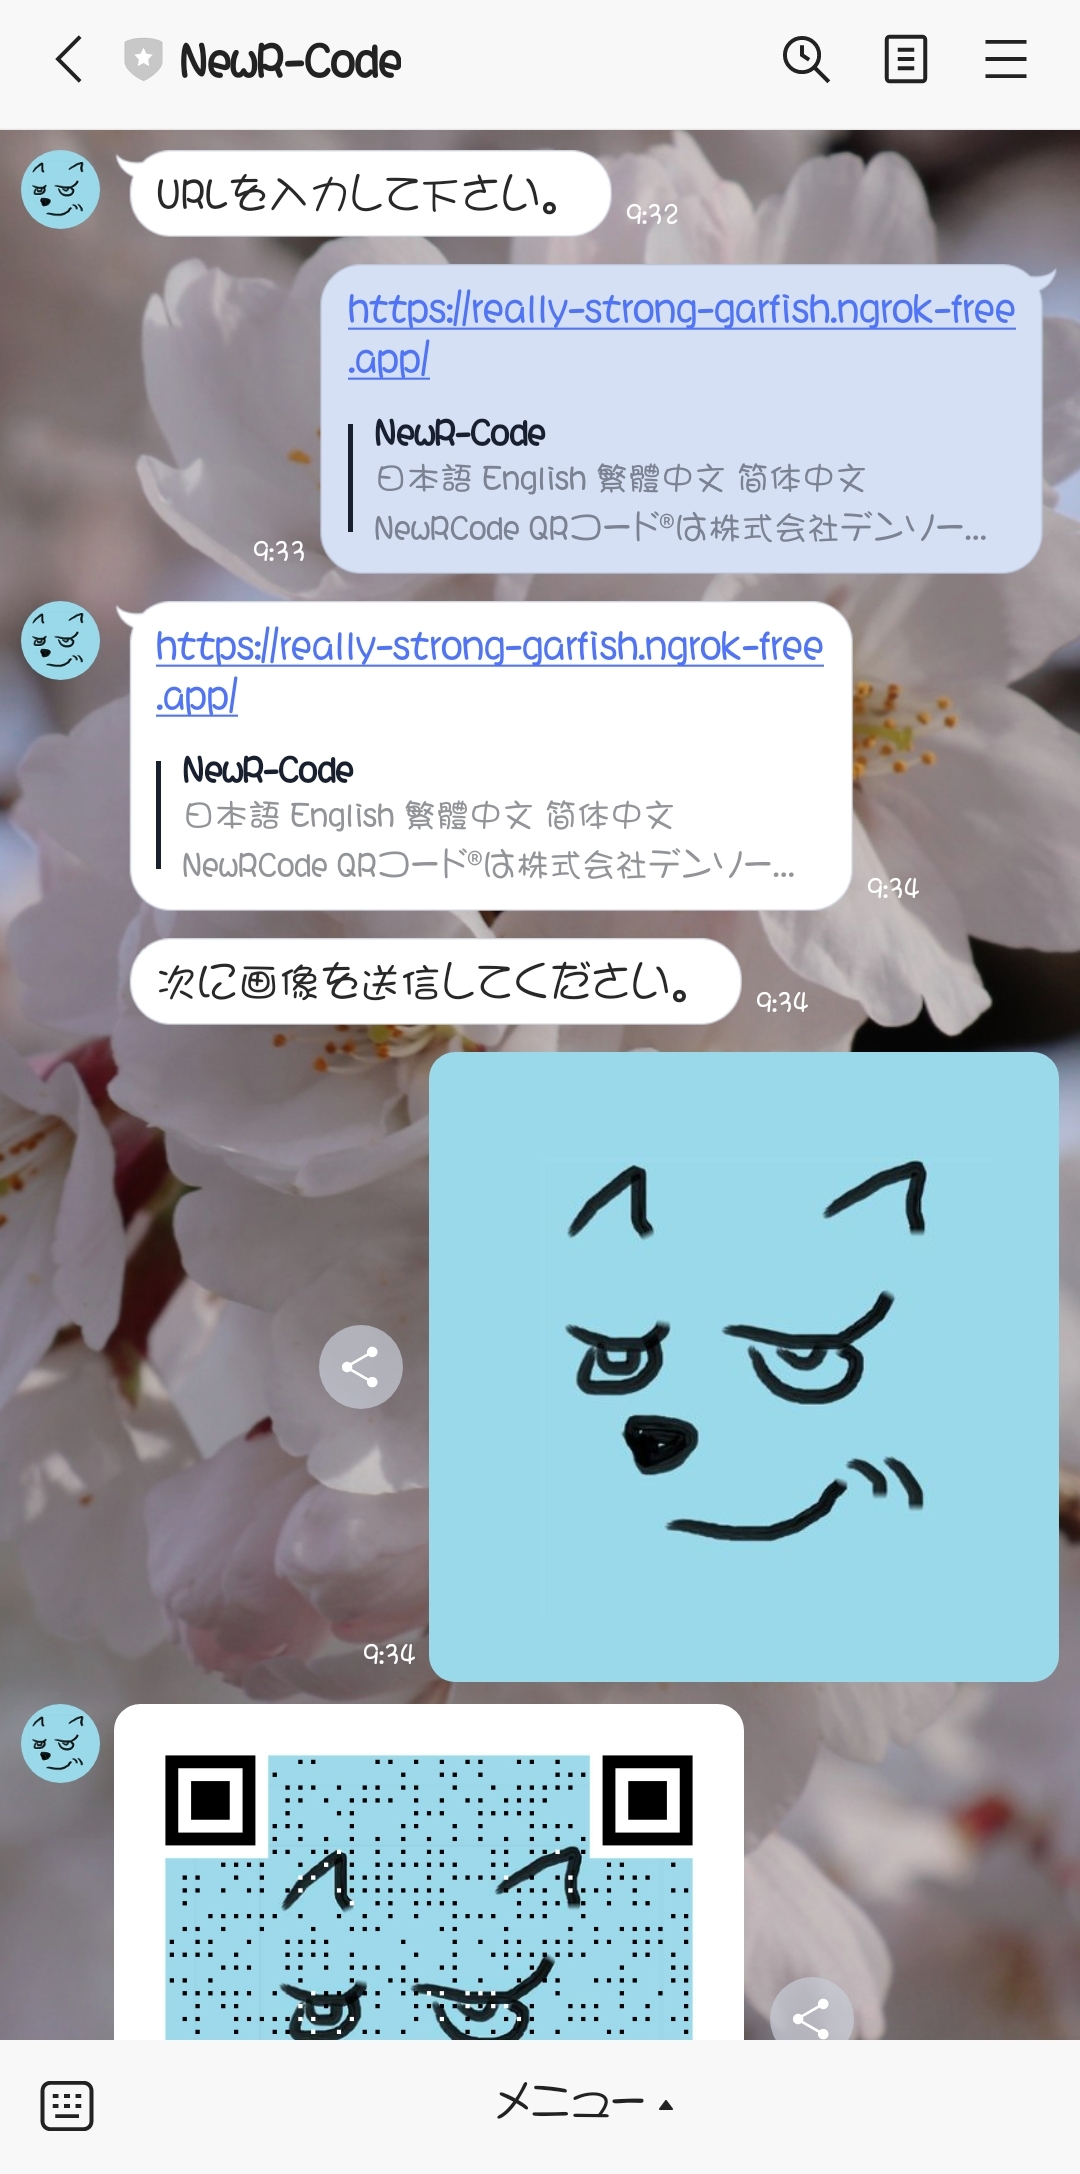 NewR-Code
URLを入力して下さい。
9:32
https://really-strong-garfish.ngrok-free
.app/
NewR-Code
日本語 English 繁體中文 简体中文
NewRCode QRコード®は株式会社デンソー...
9:33
https://really-strong-garfish.ngrok-free
.app/
NewR-Code
日本語 English 繁體中文 简体中文
NewRCode QRコード®は株式会社デンソー...
9:34
次に画像を送信してください。
9:34
9:34
メニュー